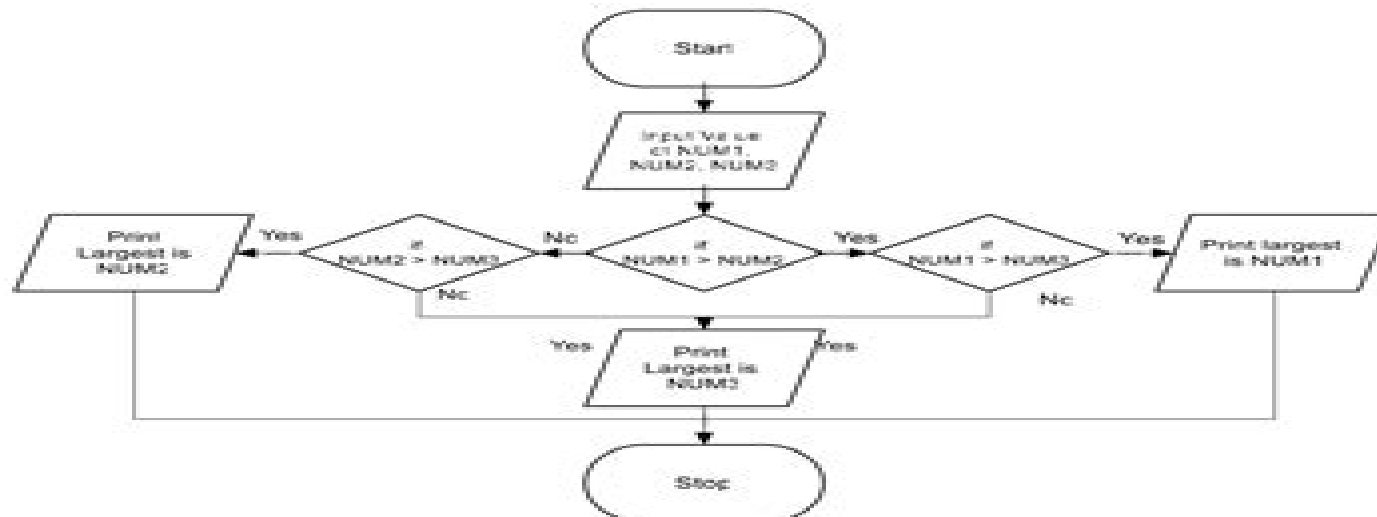 Start
Input Value
of NUM1,
NUM2, NUM3
Print
Largest is
NUM2
Yes
if
NUM2 > NUM3
No
if
NUM1 > NUM2
Yes
if
NUM1 > NUM3
Yes
Print largest
is NUM1
No
No
Yes
Print
Largest is
NUM3
Yes
Stop